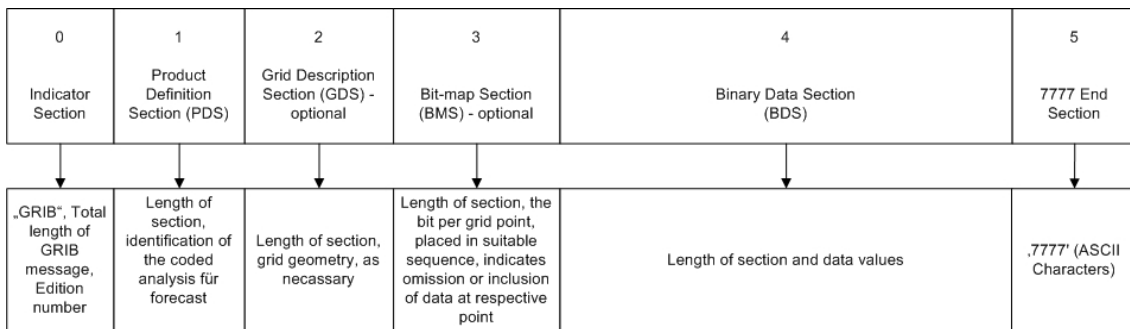 0
Indicator
Section
1
Product
Definition
Section (PDS)
2
Grid Description
Section (GDS) -
optional
3
Bit-map Section
(BMS) - optional
4
Binary Data Section
(BDS)
5
7777 End
Section
„GRIB“, Total
length of
GRIB
message,
Edition
number
Length of
section,
identification of
the coded
analysis für
forecast
Length of section,
grid geometry, as
necassary
Length of section, the
bit per grid point,
placed in suitable
sequence, indicates
omission or inclusion
of data at respective
point
Length of section and data values
‚7777' (ASCII
Characters)